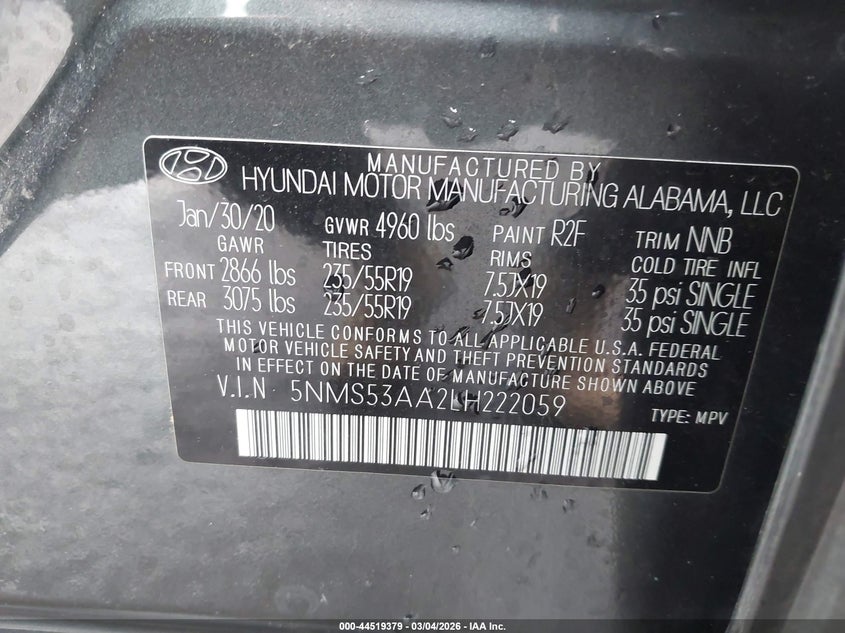 MANUFACTURED BY
HYUNDAI MOTOR MANUFACTURING ALABAMA, LLC
Jan/30/20 GVWR 4960 lbs PAINT R2F TRIM NNB
GAWR TIRES RIMS COLD TIRE INFL
FRONT 2866 lbs 235/55R19 7.5JX19 35 psi SINGLE
REAR 3075 lbs 235/55R19 7.5JX19 35 psi SINGLE
THIS VEHICLE CONFORMS TO ALL APPLICABLE U.S.A. FEDERAL
MOTOR VEHICLE SAFETY AND THEFT PREVENTION STANDARDS
IN EFFECT ON THE DATE OF MANUFACTURE SHOWN ABOVE
V.I.N 5NMS53AA2LH222059 TYPE: MPV
000-44519379 - 03/04/2026 - IAA Inc.